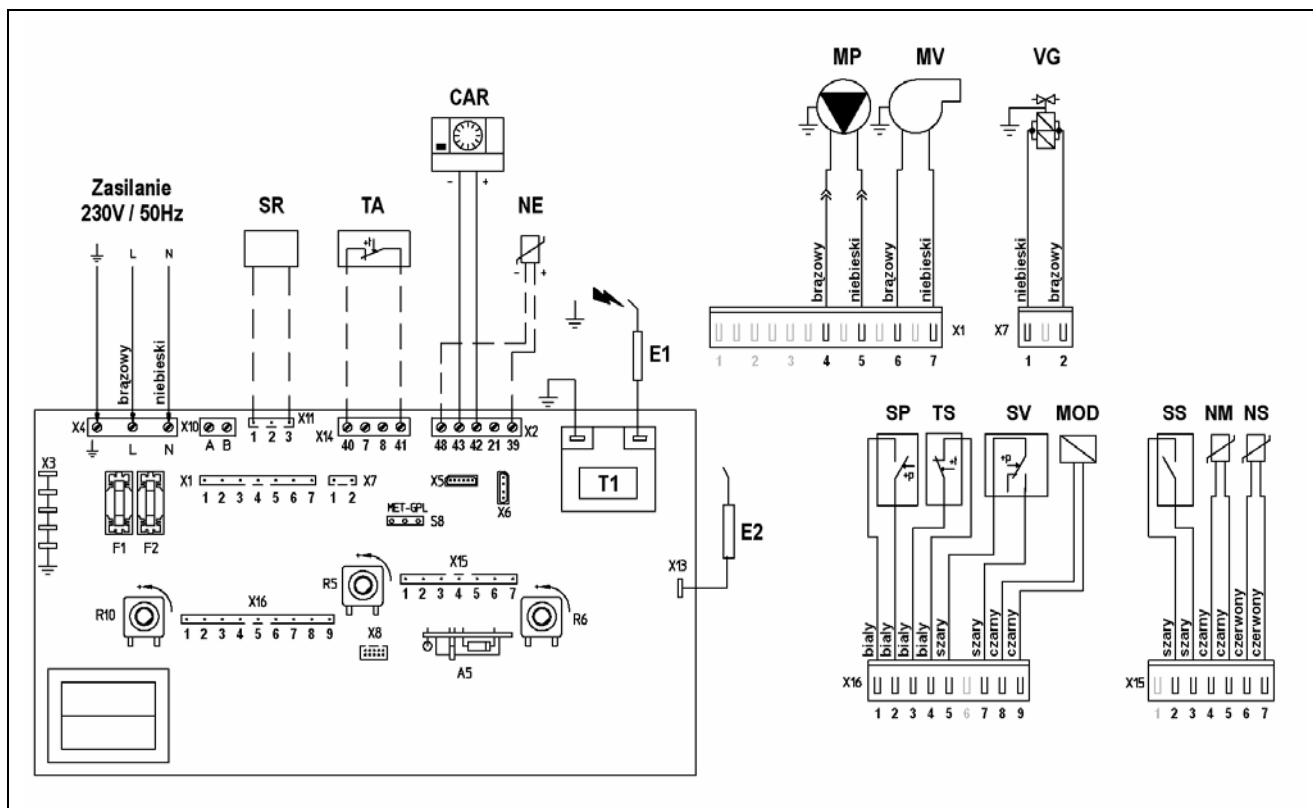 MP MV VG
CAR
Zasilanie
230V / 50Hz
SR TA NE
- +
- +
L N
+t
brązowy niebieski
brązowy niebieski brązowy niebieski
niebieski brązowy
X1
1 2 3 4 5 6 7
X7
1 2
E1
X4 X10 X11 X14 X2
L N
A B
1 2 3
40 7 8 41
48 43 42 21 39
T1
X3
X1
1 2 3 4 5 6 7
X7
1 2
X5
X6
MET-GPL
S8
F1 F2
E2
X13
R5
X15
1 2 3 4 5 6 7
R10
X16
1 2 3 4 5 6 7 8 9
R6
X8
A5
SP TS SV MOD
+p +t +p
biały biały biały biały szary szary czarny czarny
X16
1 2 3 4 5 6 7 8 9
SS NM NS
szary szary czarny czarny czerwony czerwony
X15
1 2 3 4 5 6 7